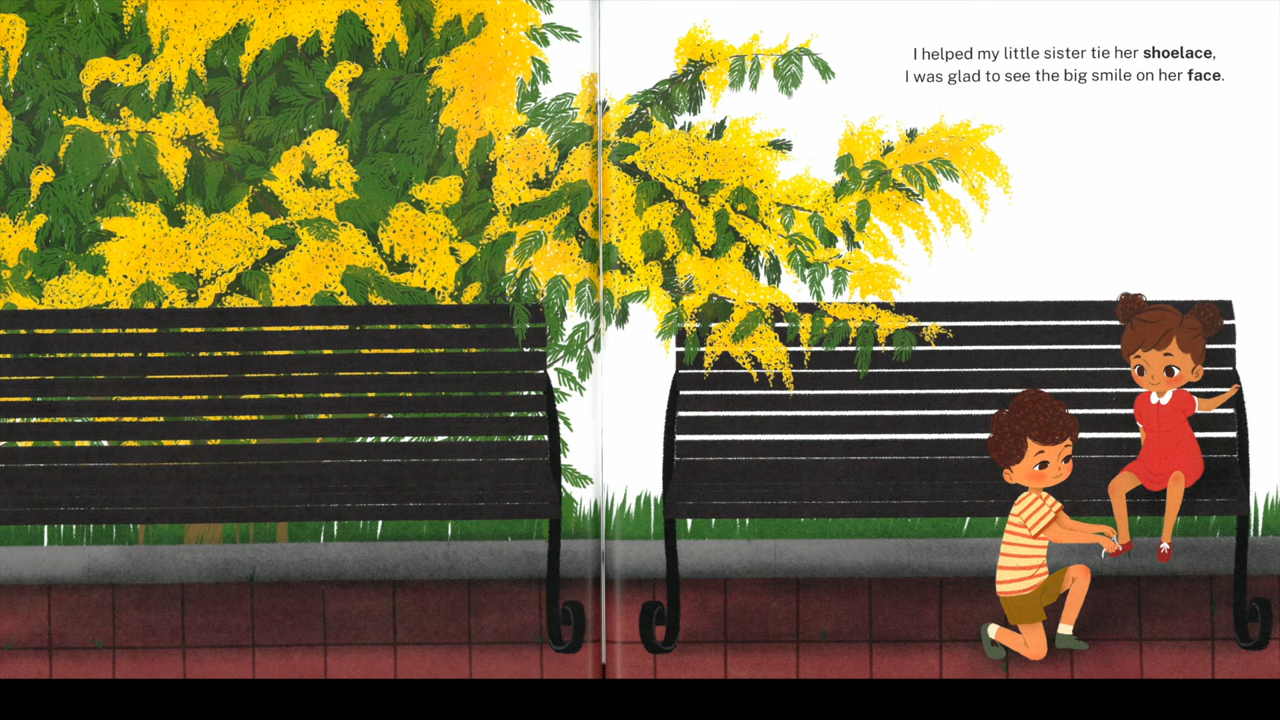 I helped my little sister tie her shoelace,
I was glad to see the big smile on her face.